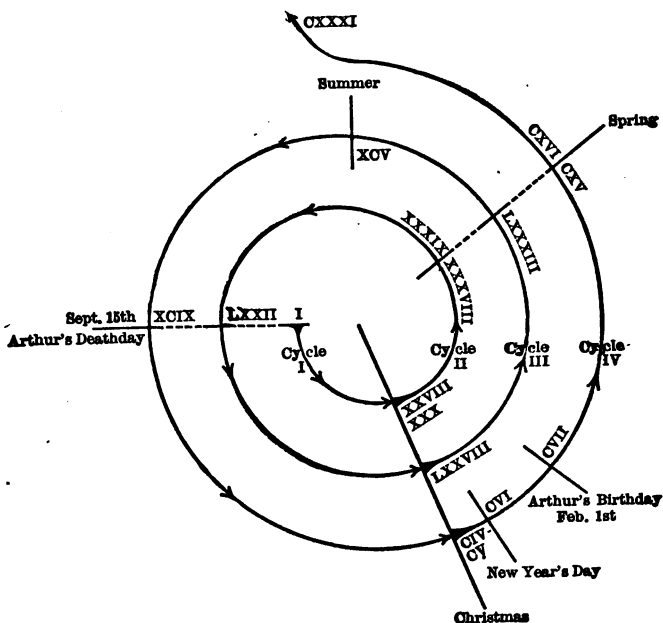 CXXXI
Summer
Spring
CXVI
CXV
XCV
XXXIX
XXXVIII
LXXXIII
Sept. 15th
Arthur's Deathday
XCIX
LXXII
I
Cycle
I
Cycle
II
Cycle
III
Cycle
IV
XXVIII
XXX
LXXVIII
CVII
Arthur's Birthday
Feb. 1st
CVI
CIV-
CV
New Year's Day
Christmas